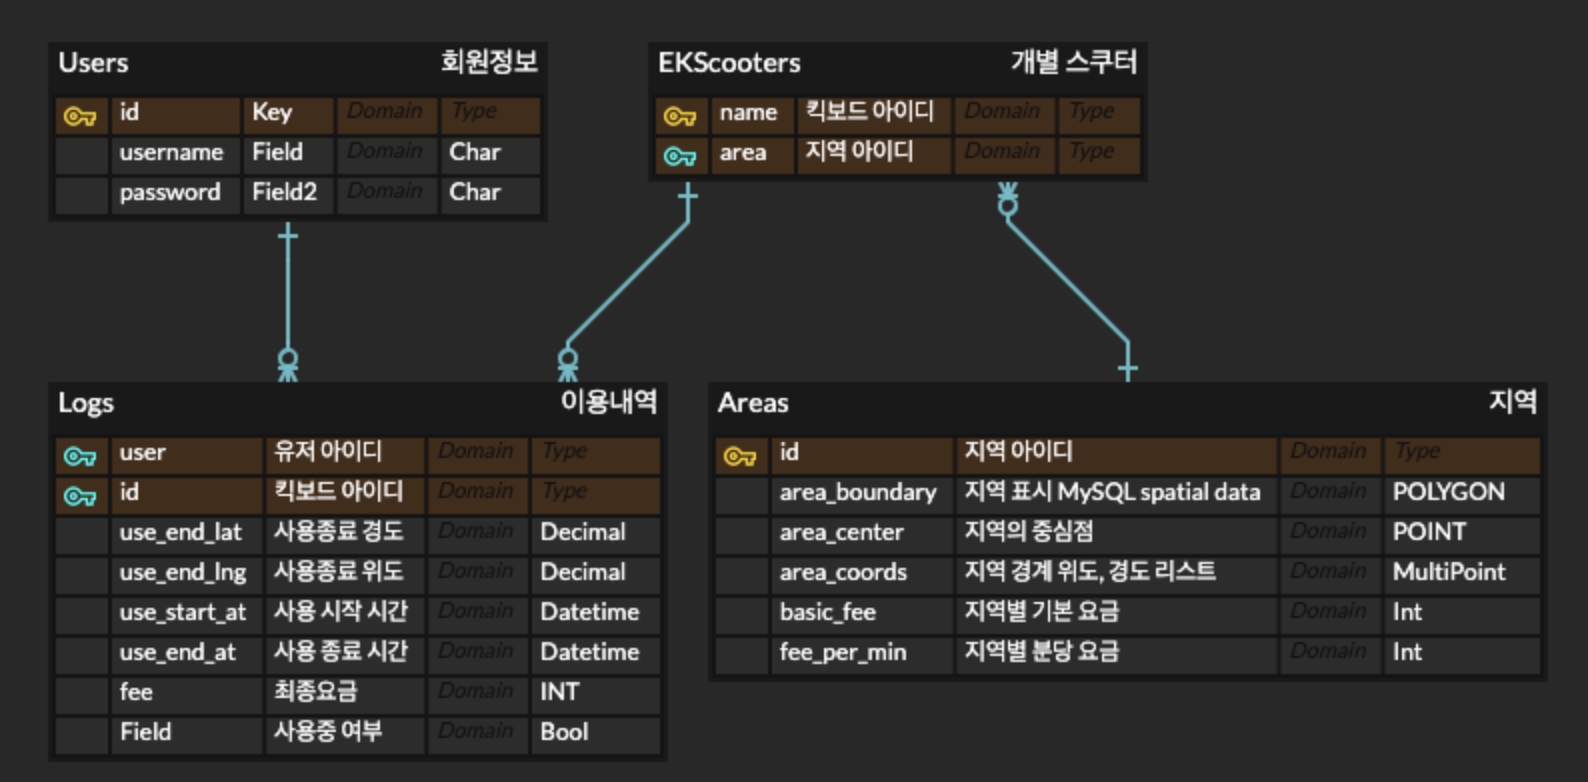 Users 회원정보
id Key Domain Type
username Field Domain Char
password Field2 Domain Char
EKScooters 개별 스쿠터
name 킥보드 아이디 Domain Type
area 지역 아이디 Domain Type
Logs 이용내역
user 유저 아이디 Domain Type
id 킥보드 아이디 Domain Type
use_end_lat 사용종료 경도 Domain Decimal
use_end_lng 사용종료 위도 Domain Decimal
use_start_at 사용 시작 시간 Domain Datetime
use_end_at 사용 종료 시간 Domain Datetime
fee 최종요금 Domain INT
Field 사용중 여부 Domain Bool
Areas 지역
id 지역 아이디 Domain Type
area_boundary 지역 표시 MySQL spatial data Domain POLYGON
area_center 지역의 중심점 Domain POINT
area_coords 지역 경계 위도, 경도 리스트 Domain MultiPoint
basic_fee 지역별 기본 요금 Domain Int
fee_per_min 지역별 분당 요금 Domain Int